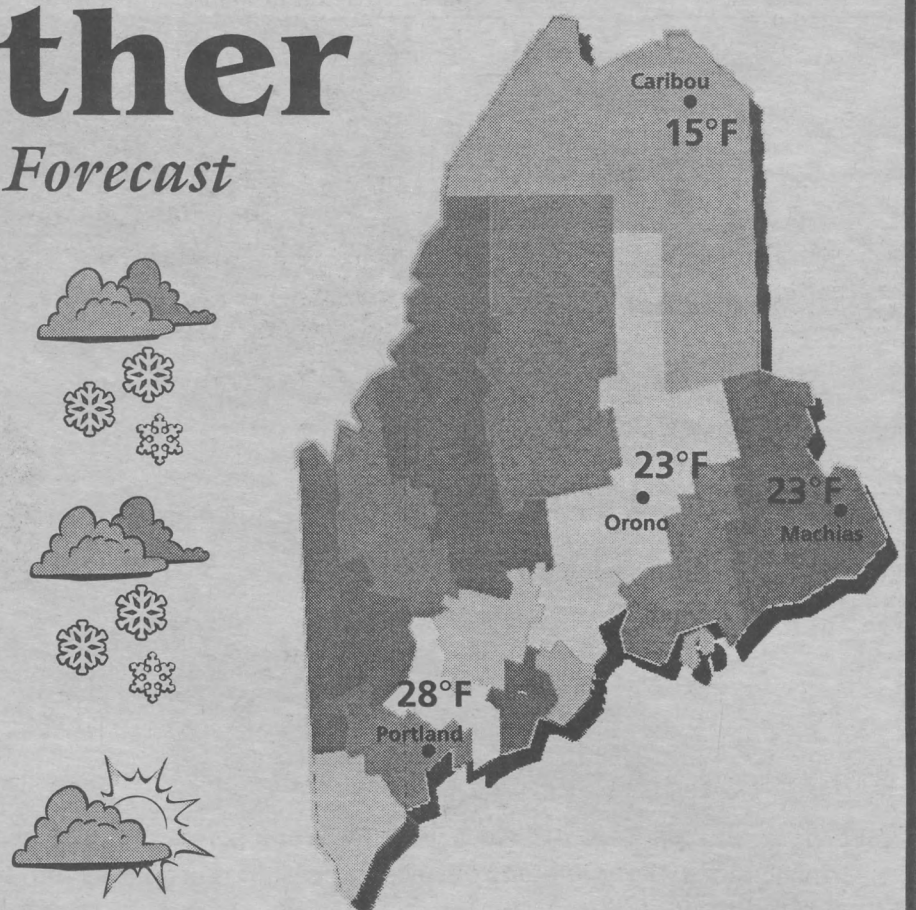 ther
Forecast
Caribou
15°F
23°F
Orono
23°F
Machias
28°F
Portland